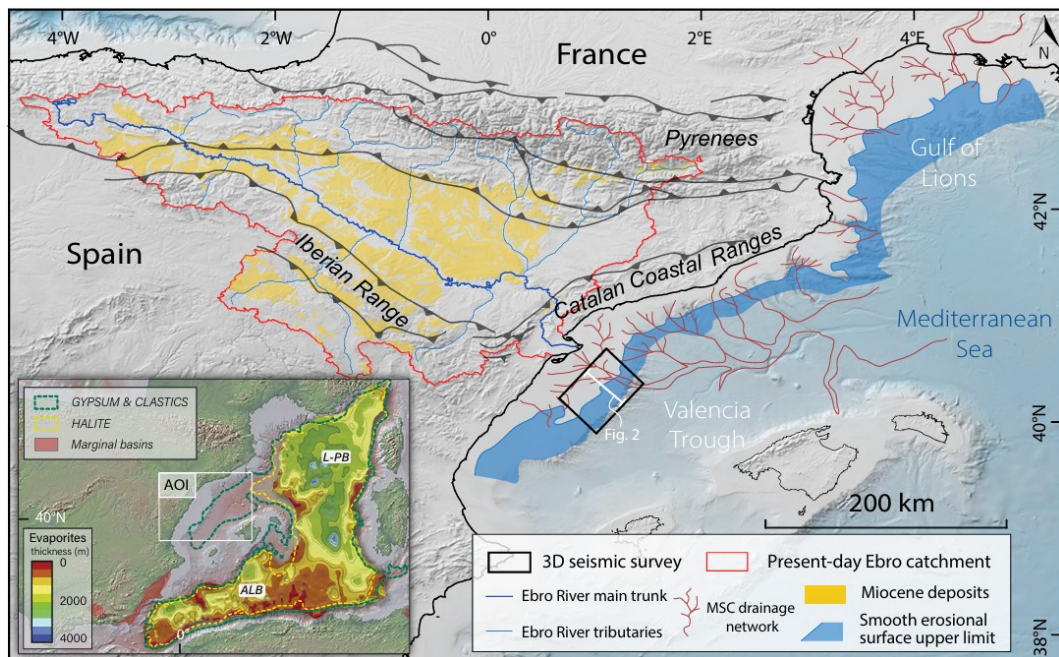 4°W
2°W
0°
2°E
4°E
N
France
Pyrenees
Gulf of
Lions
42°N
Spain
Iberian Range
Catalan Coastal Ranges
Mediterranean
Sea
Valencia
Trough
Fig. 2
40°N
200 km
38°N
GYPSUM & CLASTICS
HALITE
Marginal basins
AOI
L-PB
ALB
40°N
0
Evaporites
thickness (m)
0
2000
4000
3D seismic survey
Present-day Ebro catchment
Ebro River main trunk
MSC drainage
network
Miocene deposits
Ebro River tributaries
Smooth erosional
surface upper limit